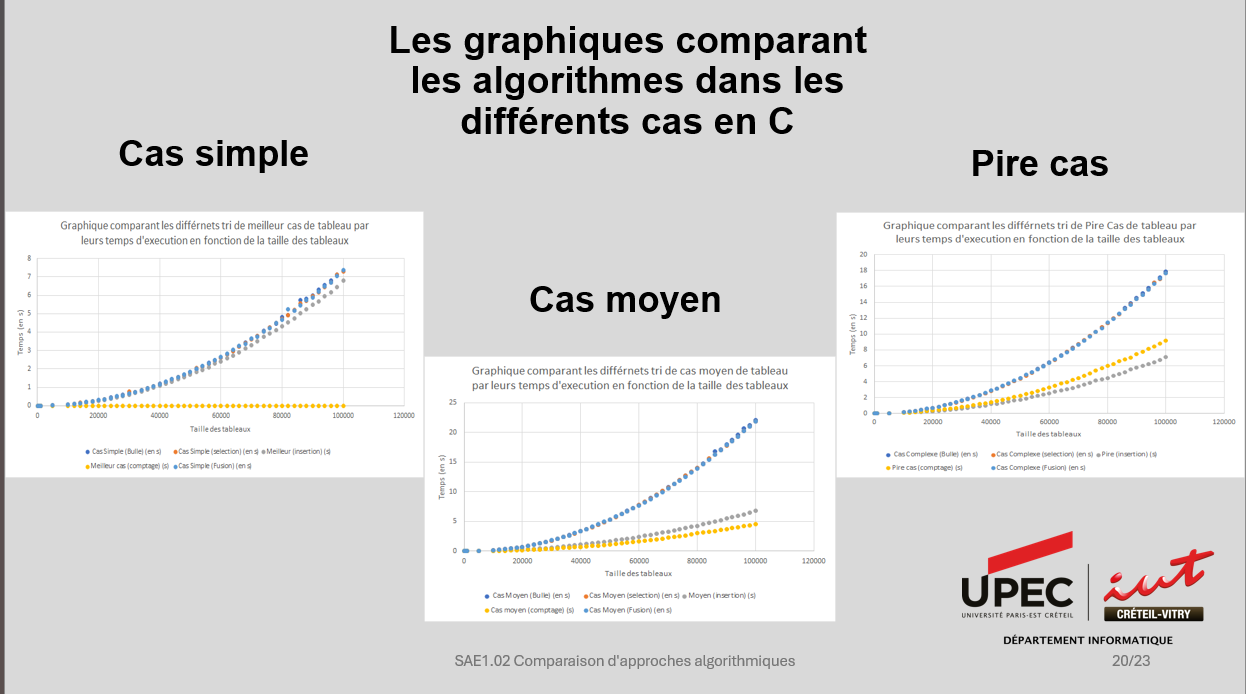 Les graphiques comparant
les algorithmes dans les
différents cas en C
Cas simple
Graphique comparant les différnets tri de meilleur cas de tableau par
leurs temps d'execution en fonction de la taille des tableaux
8
7
6
5
4
3
2
1
0
Temps (en s)
0 20000 40000 60000 80000 100000 120000
Taille des tableaux
Cas Simple (Bulle) (en s) Cas Simple (selection) (en s) Meilleur (insertion) (s)
Meilleur cas (comptage) (s) Cas Simple (Fusion) (en s)
Cas moyen
Graphique comparant les différnets tri de cas moyen de tableau
par leurs temps d'execution en fonction de la taille des tableaux
25
20
15
10
5
0
Temps (en s)
0 20000 40000 60000 80000 100000 120000
Taille des tableaux
Cas Moyen (Bulle) (en s) Cas Moyen (selection) (en s) Moyen (insertion) (s)
Cas moyen (comptage) (s) Cas Moyen (Fusion) (en s)
Pire cas
Graphique comparant les différnets tri de Pire Cas de tableau par
leurs temps d'execution en fonction de la taille des tableaux
20
18
16
14
12
10
8
6
4
2
0
Temps (en s)
0 20000 40000 60000 80000 100000 120000
Taille des tableaux
Cas Complexe (Bulle) (en s) Cas Complexe (selection) (en s) Pire (insertion) (s)
Pire cas (comptage) (s) Cas Complexe (Fusion) (en s)
UPEC
UNIVERSITÉ PARIS-EST CRÉTEIL
iut
CRÉTEIL-VITRY
DÉPARTEMENT INFORMATIQUE
SAE1.02 Comparaison d'approches algorithmiques
20/23